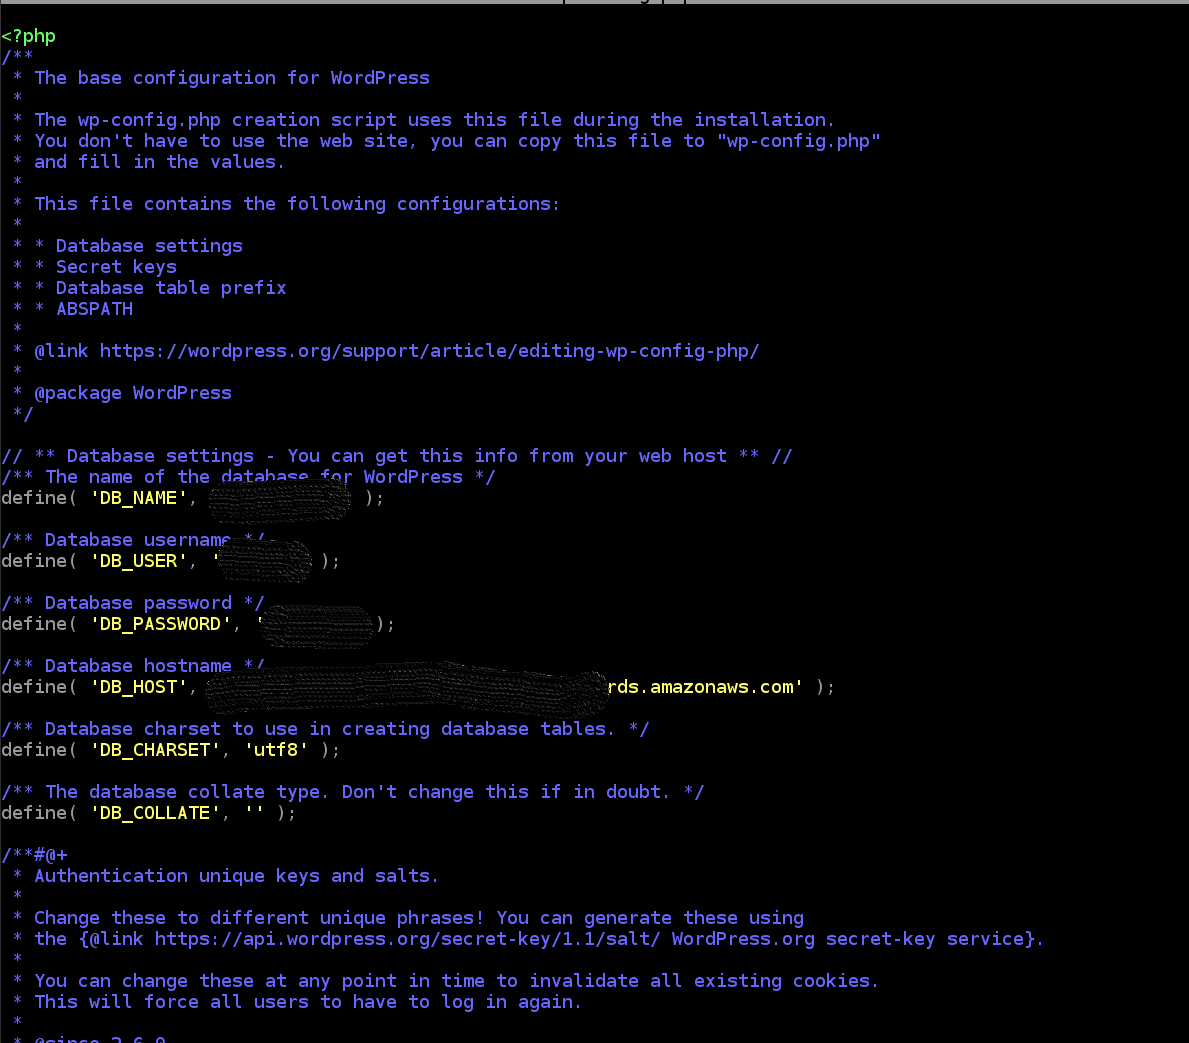 <?php
/**
 * The base configuration for WordPress
 *
 * The wp-config.php creation script uses this file during the installation.
 * You don't have to use the web site, you can copy this file to "wp-config.php"
 * and fill in the values.
 *
 * This file contains the following configurations:
 *
 * * Database settings
 * * Secret keys
 * * Database table prefix
 * * ABSPATH
 *
 * @link https://wordpress.org/support/article/editing-wp-config-php/
 *
 * @package WordPress
 */
// ** Database settings - You can get this info from your web host ** //
/** The name of the database for WordPress */
define( 'DB_NAME', );
/** Database username */
define( 'DB_USER', ' );
/** Database password */
define( 'DB_PASSWORD', ' );
/** Database hostname */
define( 'DB_HOST', rds.amazonaws.com' );
/** Database charset to use in creating database tables. */
define( 'DB_CHARSET', 'utf8' );
/** The database collate type. Don't change this if in doubt. */
define( 'DB_COLLATE', '' );
/**#@+
 * Authentication unique keys and salts.
 *
 * Change these to different unique phrases! You can generate these using
 * the {@link https://api.wordpress.org/secret-key/1.1/salt/ WordPress.org secret-key service}.
 *
 * You can change these at any point in time to invalidate all existing cookies.
 * This will force all users to have to log in again.
 *
 * @since 2.6.0